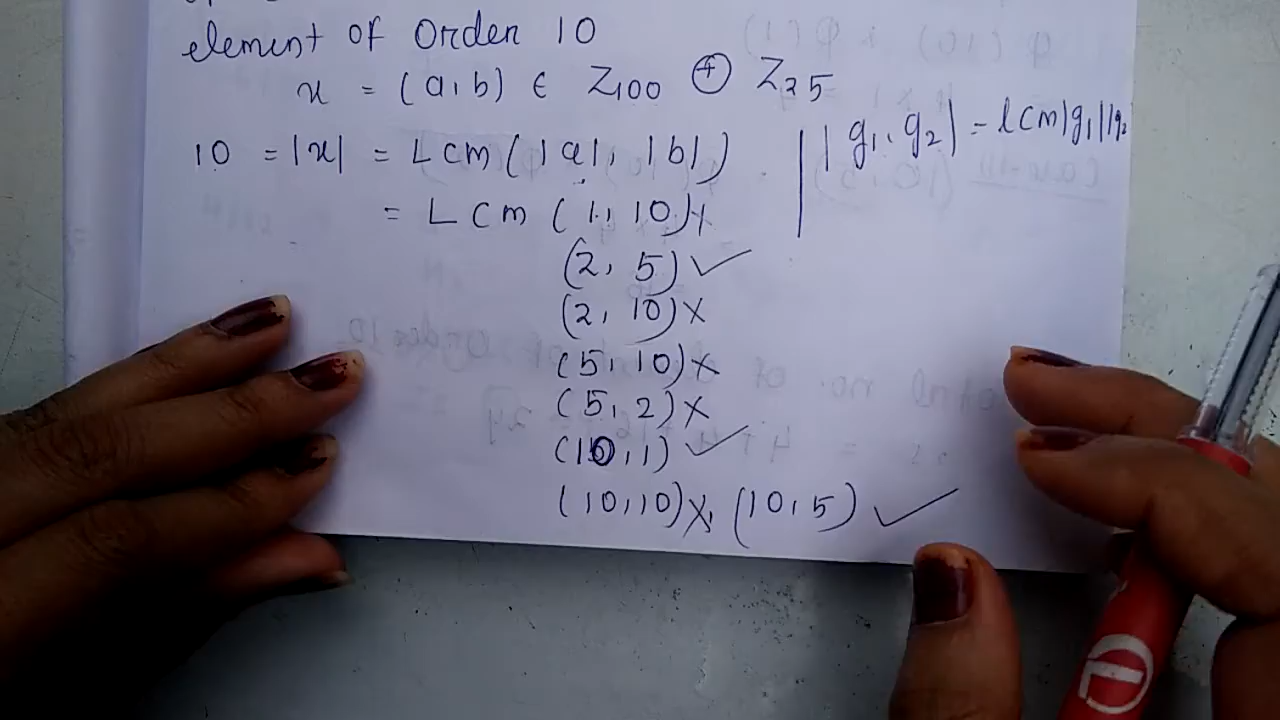 element of Order 10
x = (a, b) ∈ Z100 ⊕ Z25
10 = |x| = Lcm(|a|, |b|)
| g1, g2| = lcm|g1||g2
= Lcm (1, 10)×
(2, 5) ✓
(2, 10)×
(5, 10)×
(5, 2)×
(10, 1) ✓
(10, 10)×, (10, 5) ✓